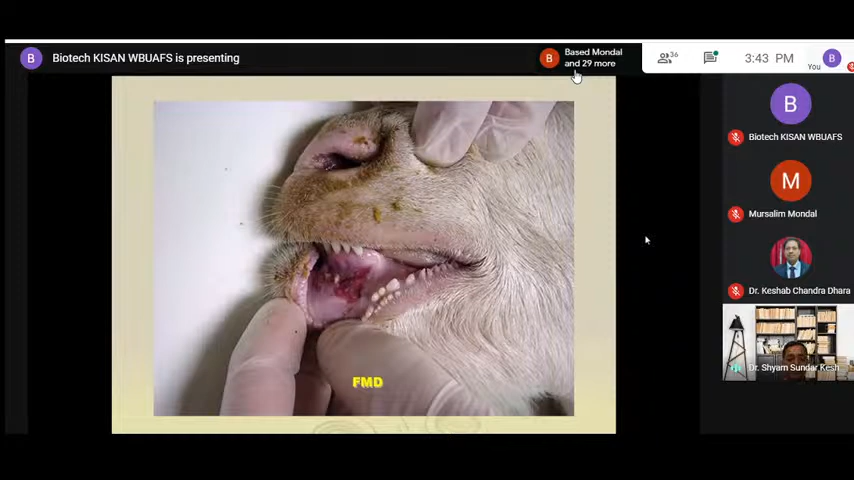 Biotech KISAN WBUAFS is presenting
Based Mondal
and 29 more
36
3:43 PM
You
B
B
B
B
Biotech KISAN WBUAFS
M
Mursalim Mondal
Dr. Keshab Chandra Dhara
Dr. Shyam Sundar Kesh
FMD